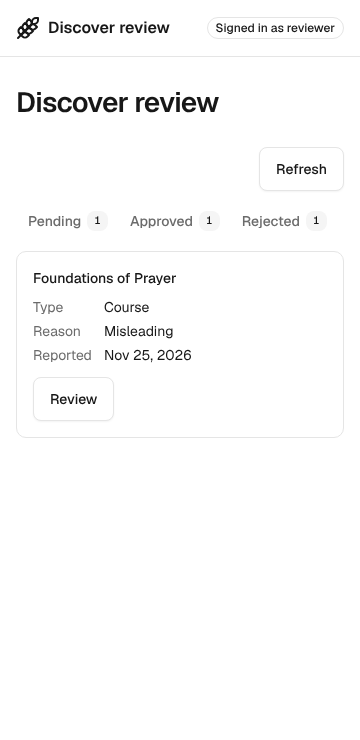 Discover review
Signed in as reviewer
Discover review
Refresh
Pending 1 Approved 1 Rejected 1
Foundations of Prayer
Type Course
Reason Misleading
Reported Nov 25, 2026
Review